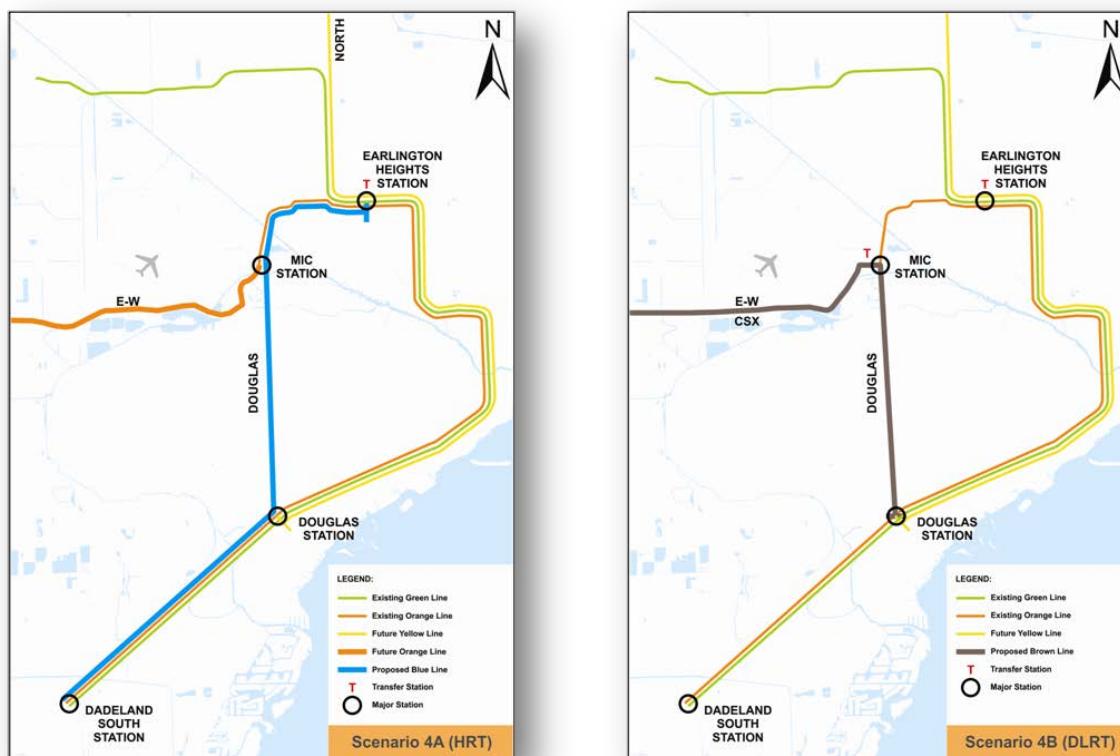 N
NORTH
EARLINGTON
HEIGHTS
STATION
T
MIC
STATION
E-W
DOUGLAS
DOUGLAS
STATION
DADELAND
SOUTH
STATION
LEGEND:
Existing Green Line
Existing Orange Line
Future Yellow Line
Future Orange Line
Proposed Blue Line
T Transfer Station
Major Station
Scenario 4A (HRT)
N
EARLINGTON
HEIGHTS
STATION
T
T
MIC
STATION
E-W
CSX
DOUGLAS
DOUGLAS
STATION
DADELAND
SOUTH
STATION
LEGEND:
Existing Green Line
Existing Orange Line
Future Yellow Line
Proposed Brown Line
T Transfer Station
Major Station
Scenario 4B (DLRT)